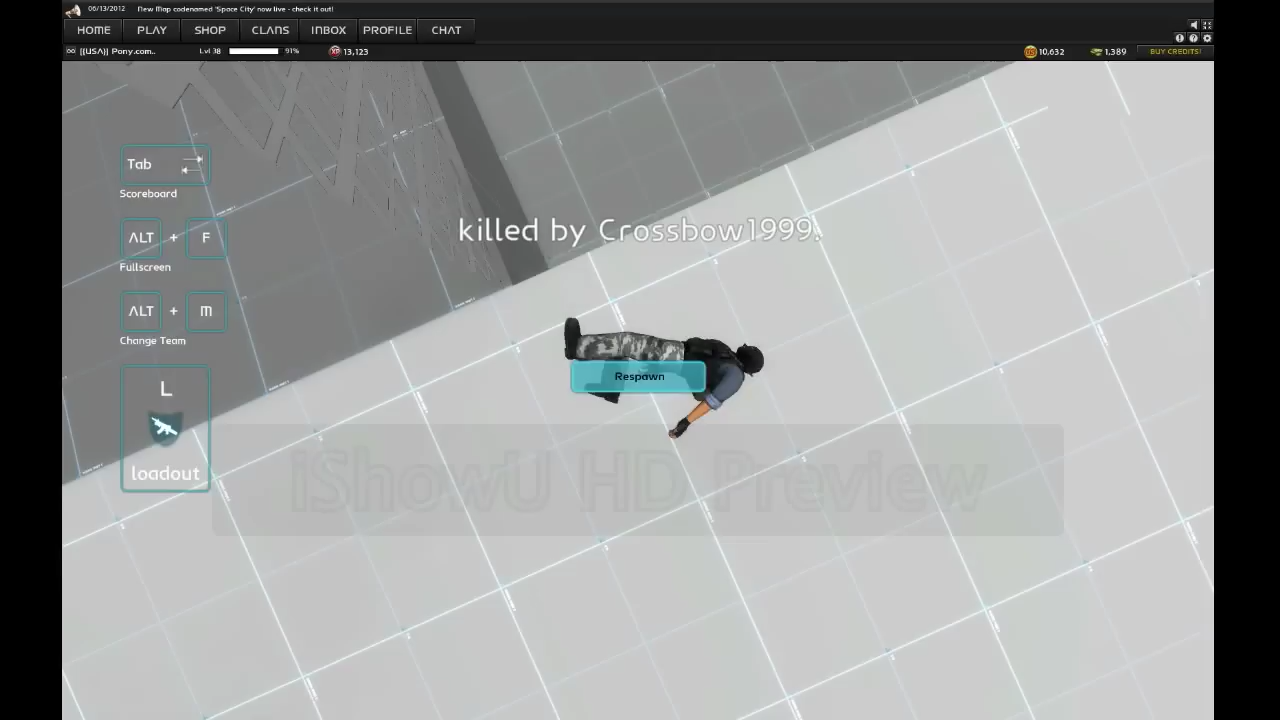 06/13/2012 New Map codenamed 'Space City' now live - check it out!
HOME PLAY SHOP CLANS INBOX PROFILE CHAT
[[USA]] Pony.com.. Lvl 38 91% XP 13,123 10,632 1,389 BUY CREDITS!
Tab
Scoreboard
killed by Crossbow1999.
ALT + F
Fullscreen
ALT + M
Change Team
Respawn
L
loadout
iShowU HD Preview